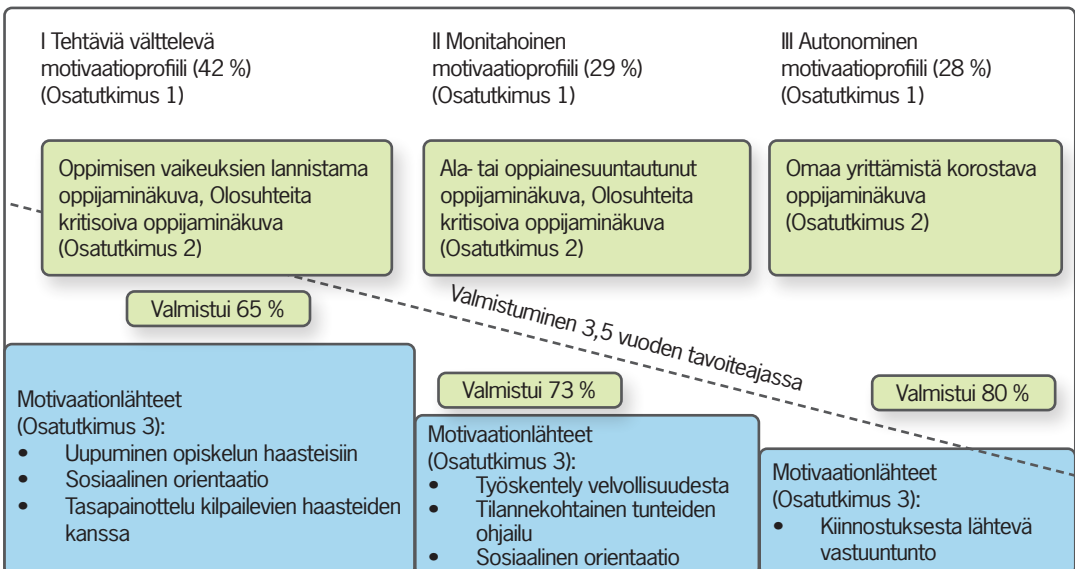 I Tehtäviä välttelevä
motivaatioprofiili (42 %)
(Osatutkimus 1)
II Monitahoinen
motivaatioprofiili (29 %)
(Osatutkimus 1)
III Autonominen
motivaatioprofiili (28 %)
(Osatutkimus 1)
Oppimisen vaikeuksien lannistama
oppijaminäkuva, Olosuhteita
kritisoiva oppijaminäkuva
(Osatutkimus 2)
Ala- tai oppiainesuuntautunut
oppijaminäkuva, Olosuhteita
kritisoiva oppijaminäkuva
(Osatutkimus 2)
Omaa yrittämistä korostava
oppijaminäkuva
(Osatutkimus 2)
Valmistuminen 3,5 vuoden tavoiteajassa
Valmistui 65 %
Valmistui 73 %
Valmistui 80 %
Motivaationlähteet
(Osatutkimus 3):
• Uupuminen opiskelun haasteisiin
• Sosiaalinen orientaatio
• Tasapainottelu kilpailevien haasteiden
kanssa
Motivaationlähteet
(Osatutkimus 3):
• Työskentely velvollisuudesta
• Tilannekohtainen tunteiden
ohjailu
• Sosiaalinen orientaatio
Motivaationlähteet
(Osatutkimus 3):
• Kiinnostuksesta lähtevä
vastuuntunto